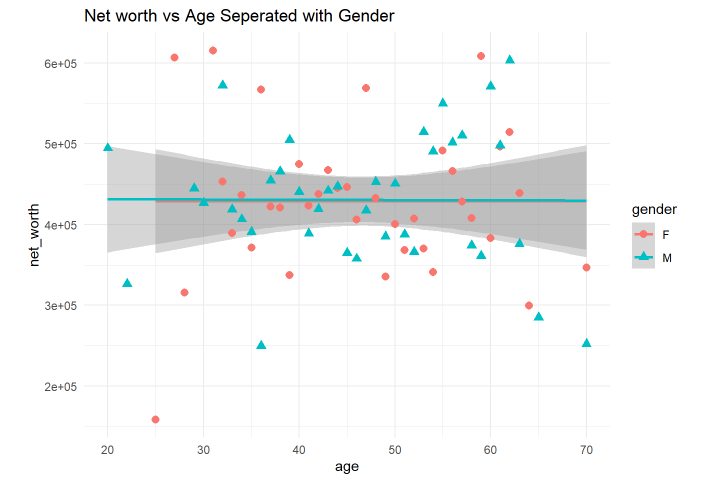 Net worth vs Age Seperated with Gender
6e+05
5e+05
4e+05
3e+05
2e+05
net_worth
20 30 40 50 60 70
age
gender
F
M